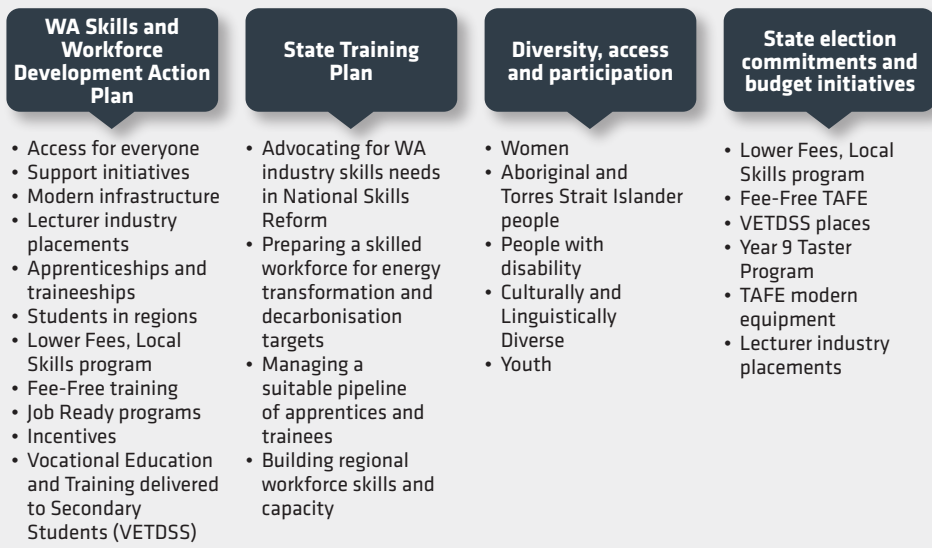 WA Skills and
Workforce
Development Action
Plan
• Access for everyone
• Support initiatives
• Modern infrastructure
• Lecturer industry
placements
• Apprenticeships and
traineeships
• Students in regions
• Lower Fees, Local
Skills program
• Fee-Free training
• Job Ready programs
• Incentives
• Vocational Education
and Training delivered
to Secondary
Students (VETDSS)
State Training
Plan
• Advocating for WA
industry skills needs
in National Skills
Reform
• Preparing a skilled
workforce for energy
transformation and
decarbonisation
targets
• Managing a
suitable pipeline
of apprentices and
trainees
• Building regional
workforce skills and
capacity
Diversity, access
and participation
• Women
• Aboriginal and
Torres Strait Islander
people
• People with
disability
• Culturally and
Linguistically
Diverse
• Youth
State election
commitments and
budget initiatives
• Lower Fees, Local
Skills program
• Fee-Free TAFE
• VETDSS places
• Year 9 Taster
Program
• TAFE modern
equipment
• Lecturer industry
placements